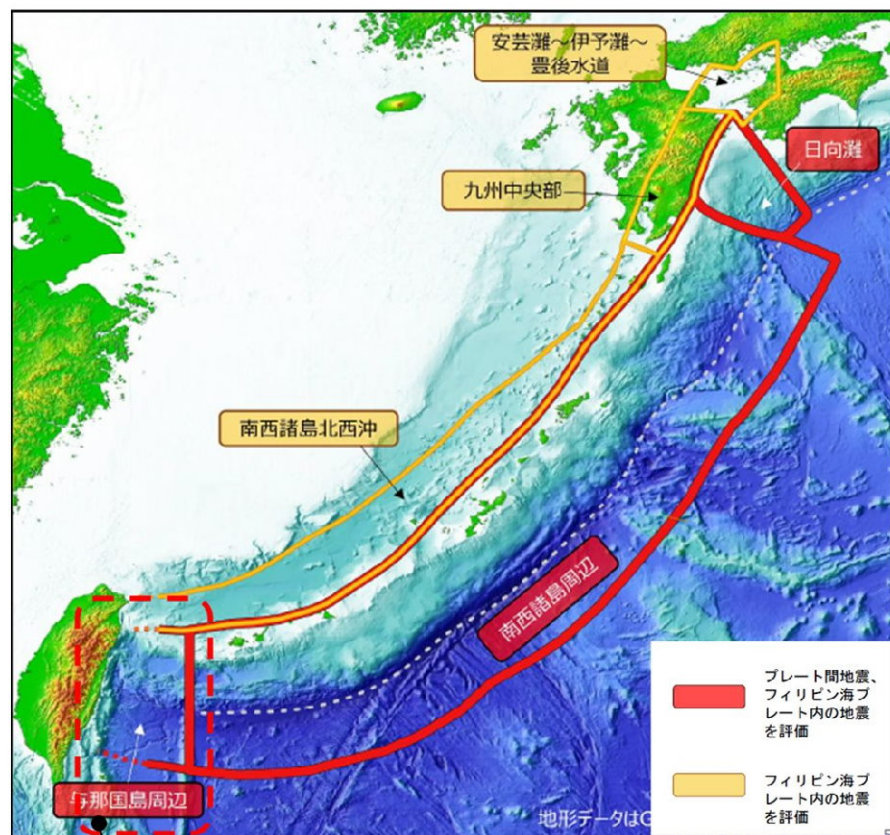 安芸灘～伊予灘～
豊後水道
日向灘
九州中央部
南西諸島北西沖
南西諸島周辺
与那国島周辺
プレート間地震、
フィリピン海プ
レート内の地震
を評価
フィリピン海プ
レート内の地震
を評価
地形データはG